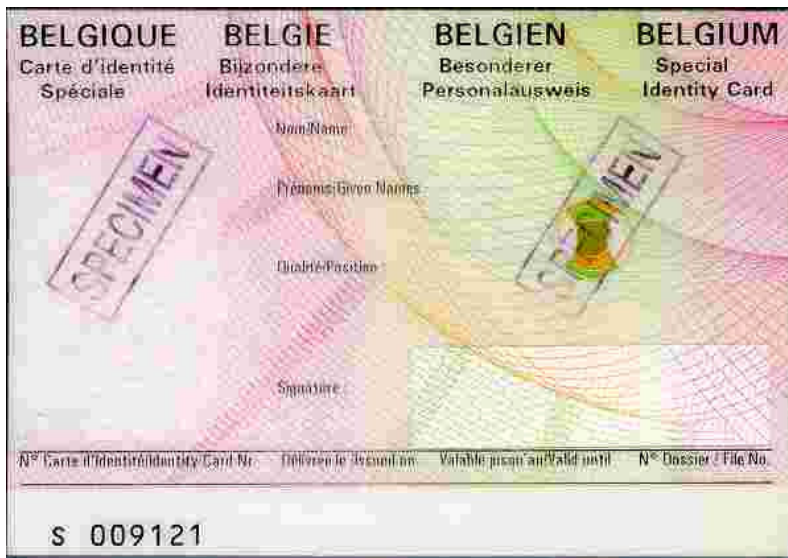 BELGIQUE BELGIE BELGIEN BELGIUM
Carte d'identité Bijzondere Besonderer Special
Spéciale Identiteitskaart Personalausweis Identity Card
Nom/Name
SPECIMEN
SPECIMEN
Prénoms/Given Names
Qualité/Position
Signature
N° Carte d'Identité/Identity Card Nr. Délivrée le/Issued on Valable jusqu'au/Valid until N° Dossier / File No.
S 009121